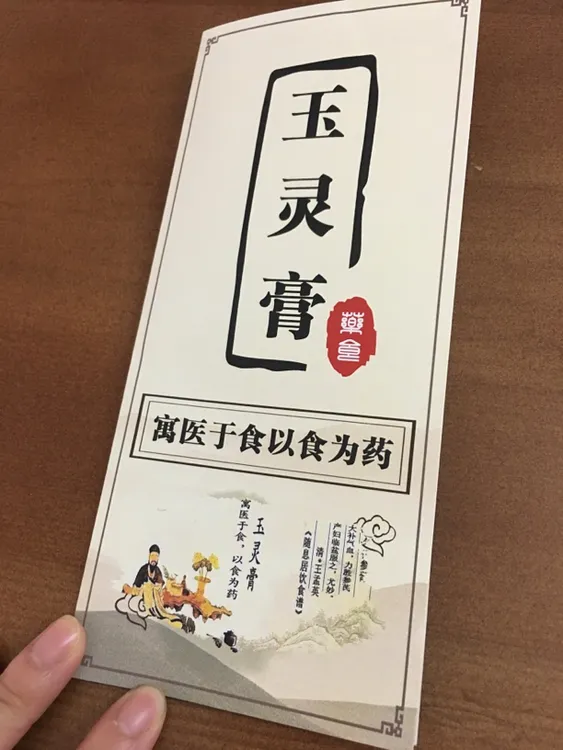 玉灵膏
藥食
寓医于食以食为药
玉灵膏
寓医于食，以食为药
大补气血，力胜参芪
产妇临盆服之，尤妙。
清·王孟英
《随息居饮食谱》